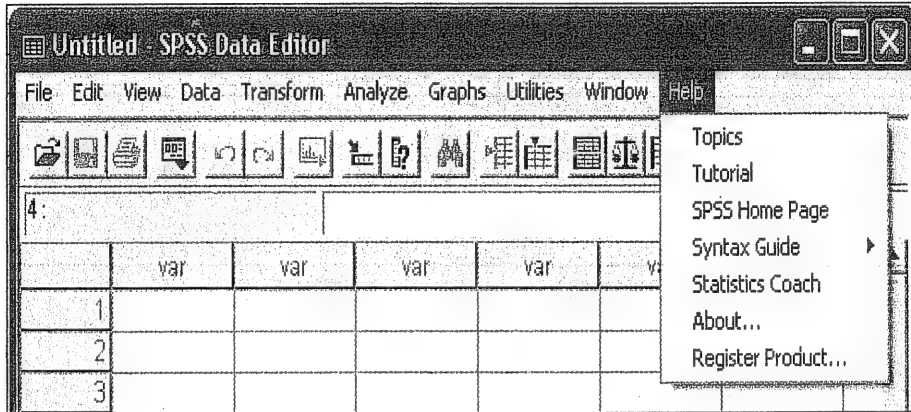 Untitled - SPSS Data Editor
File Edit View Data Transform Analyze Graphs Utilities Window Help
4:
var var var var
1
2
3
Topics
Tutorial
SPSS Home Page
Syntax Guide
Statistics Coach
About...
Register Product...